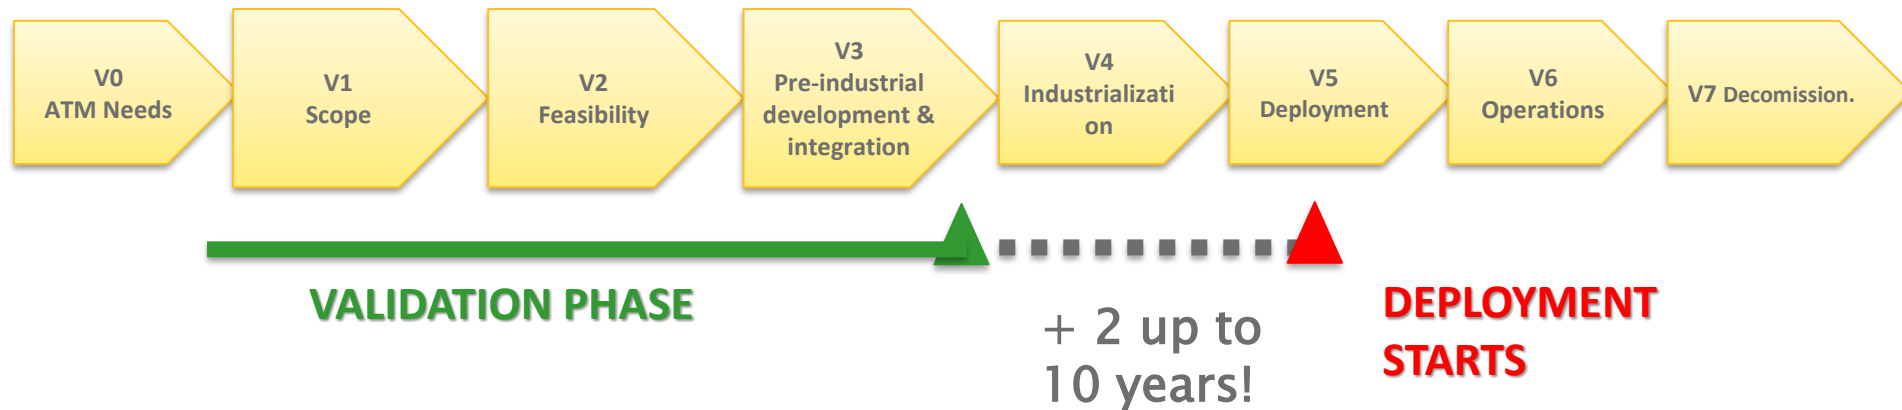 V0
ATM Needs
V1
Scope
V2
Feasibility
V3
Pre-industrial
development &
integration
V4
Industrializati
on
V5
Deployment
V6
Operations
V7 Decomission.
VALIDATION PHASE
+ 2 up to
10 years!
DEPLOYMENT
STARTS